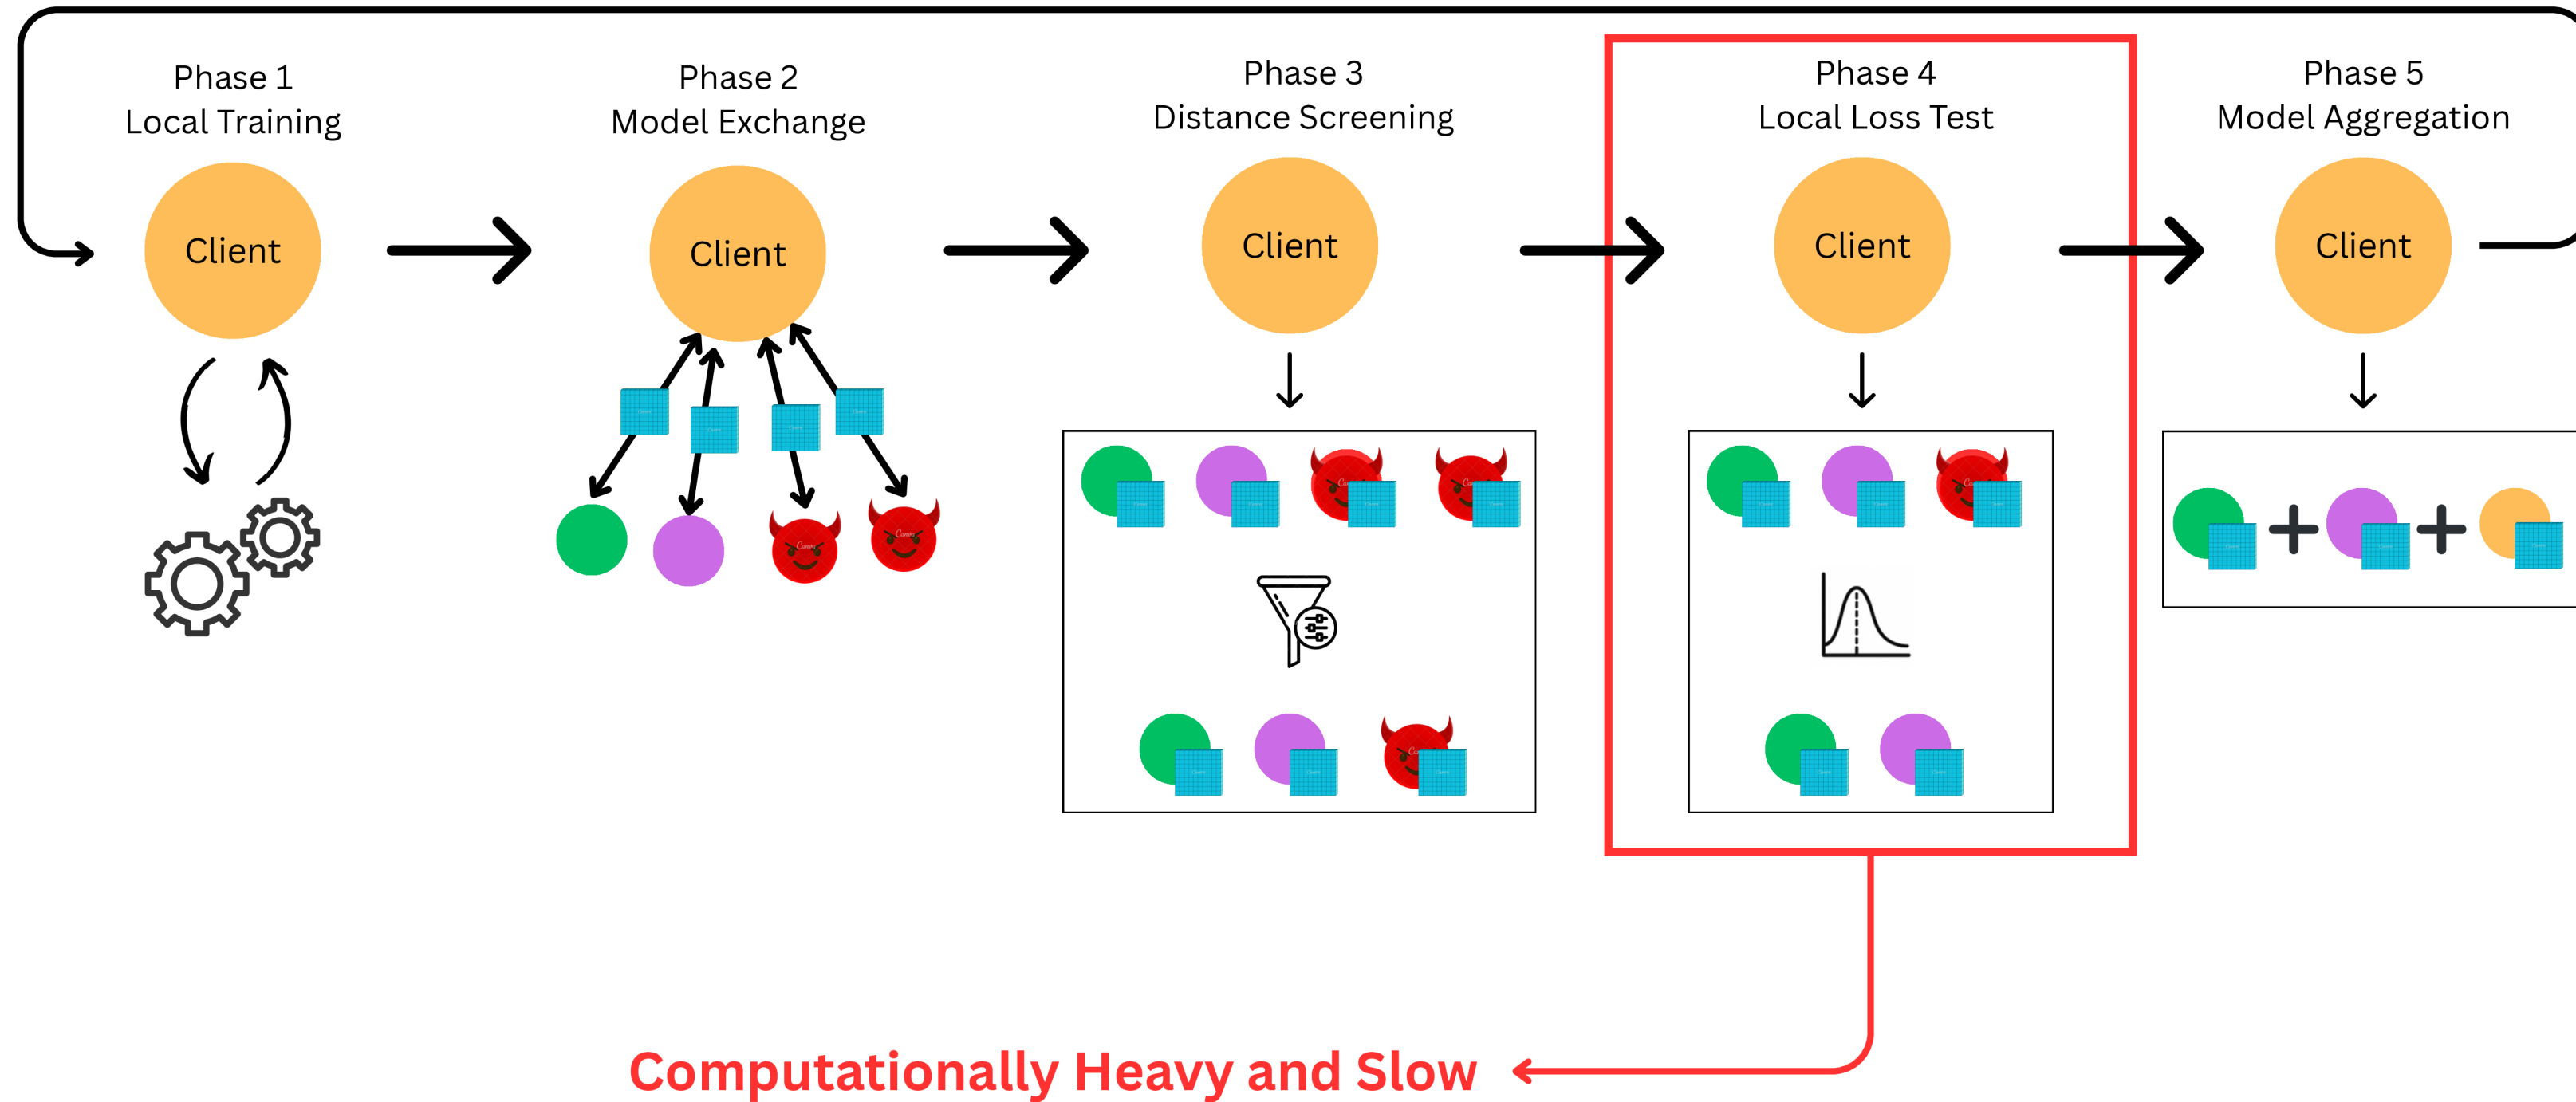 Phase 1
Local Training
Client
Phase 2
Model Exchange
Client
Phase 3
Distance Screening
Client
Phase 4
Local Loss Test
Client
Phase 5
Model Aggregation
Client
Computationally Heavy and Slow